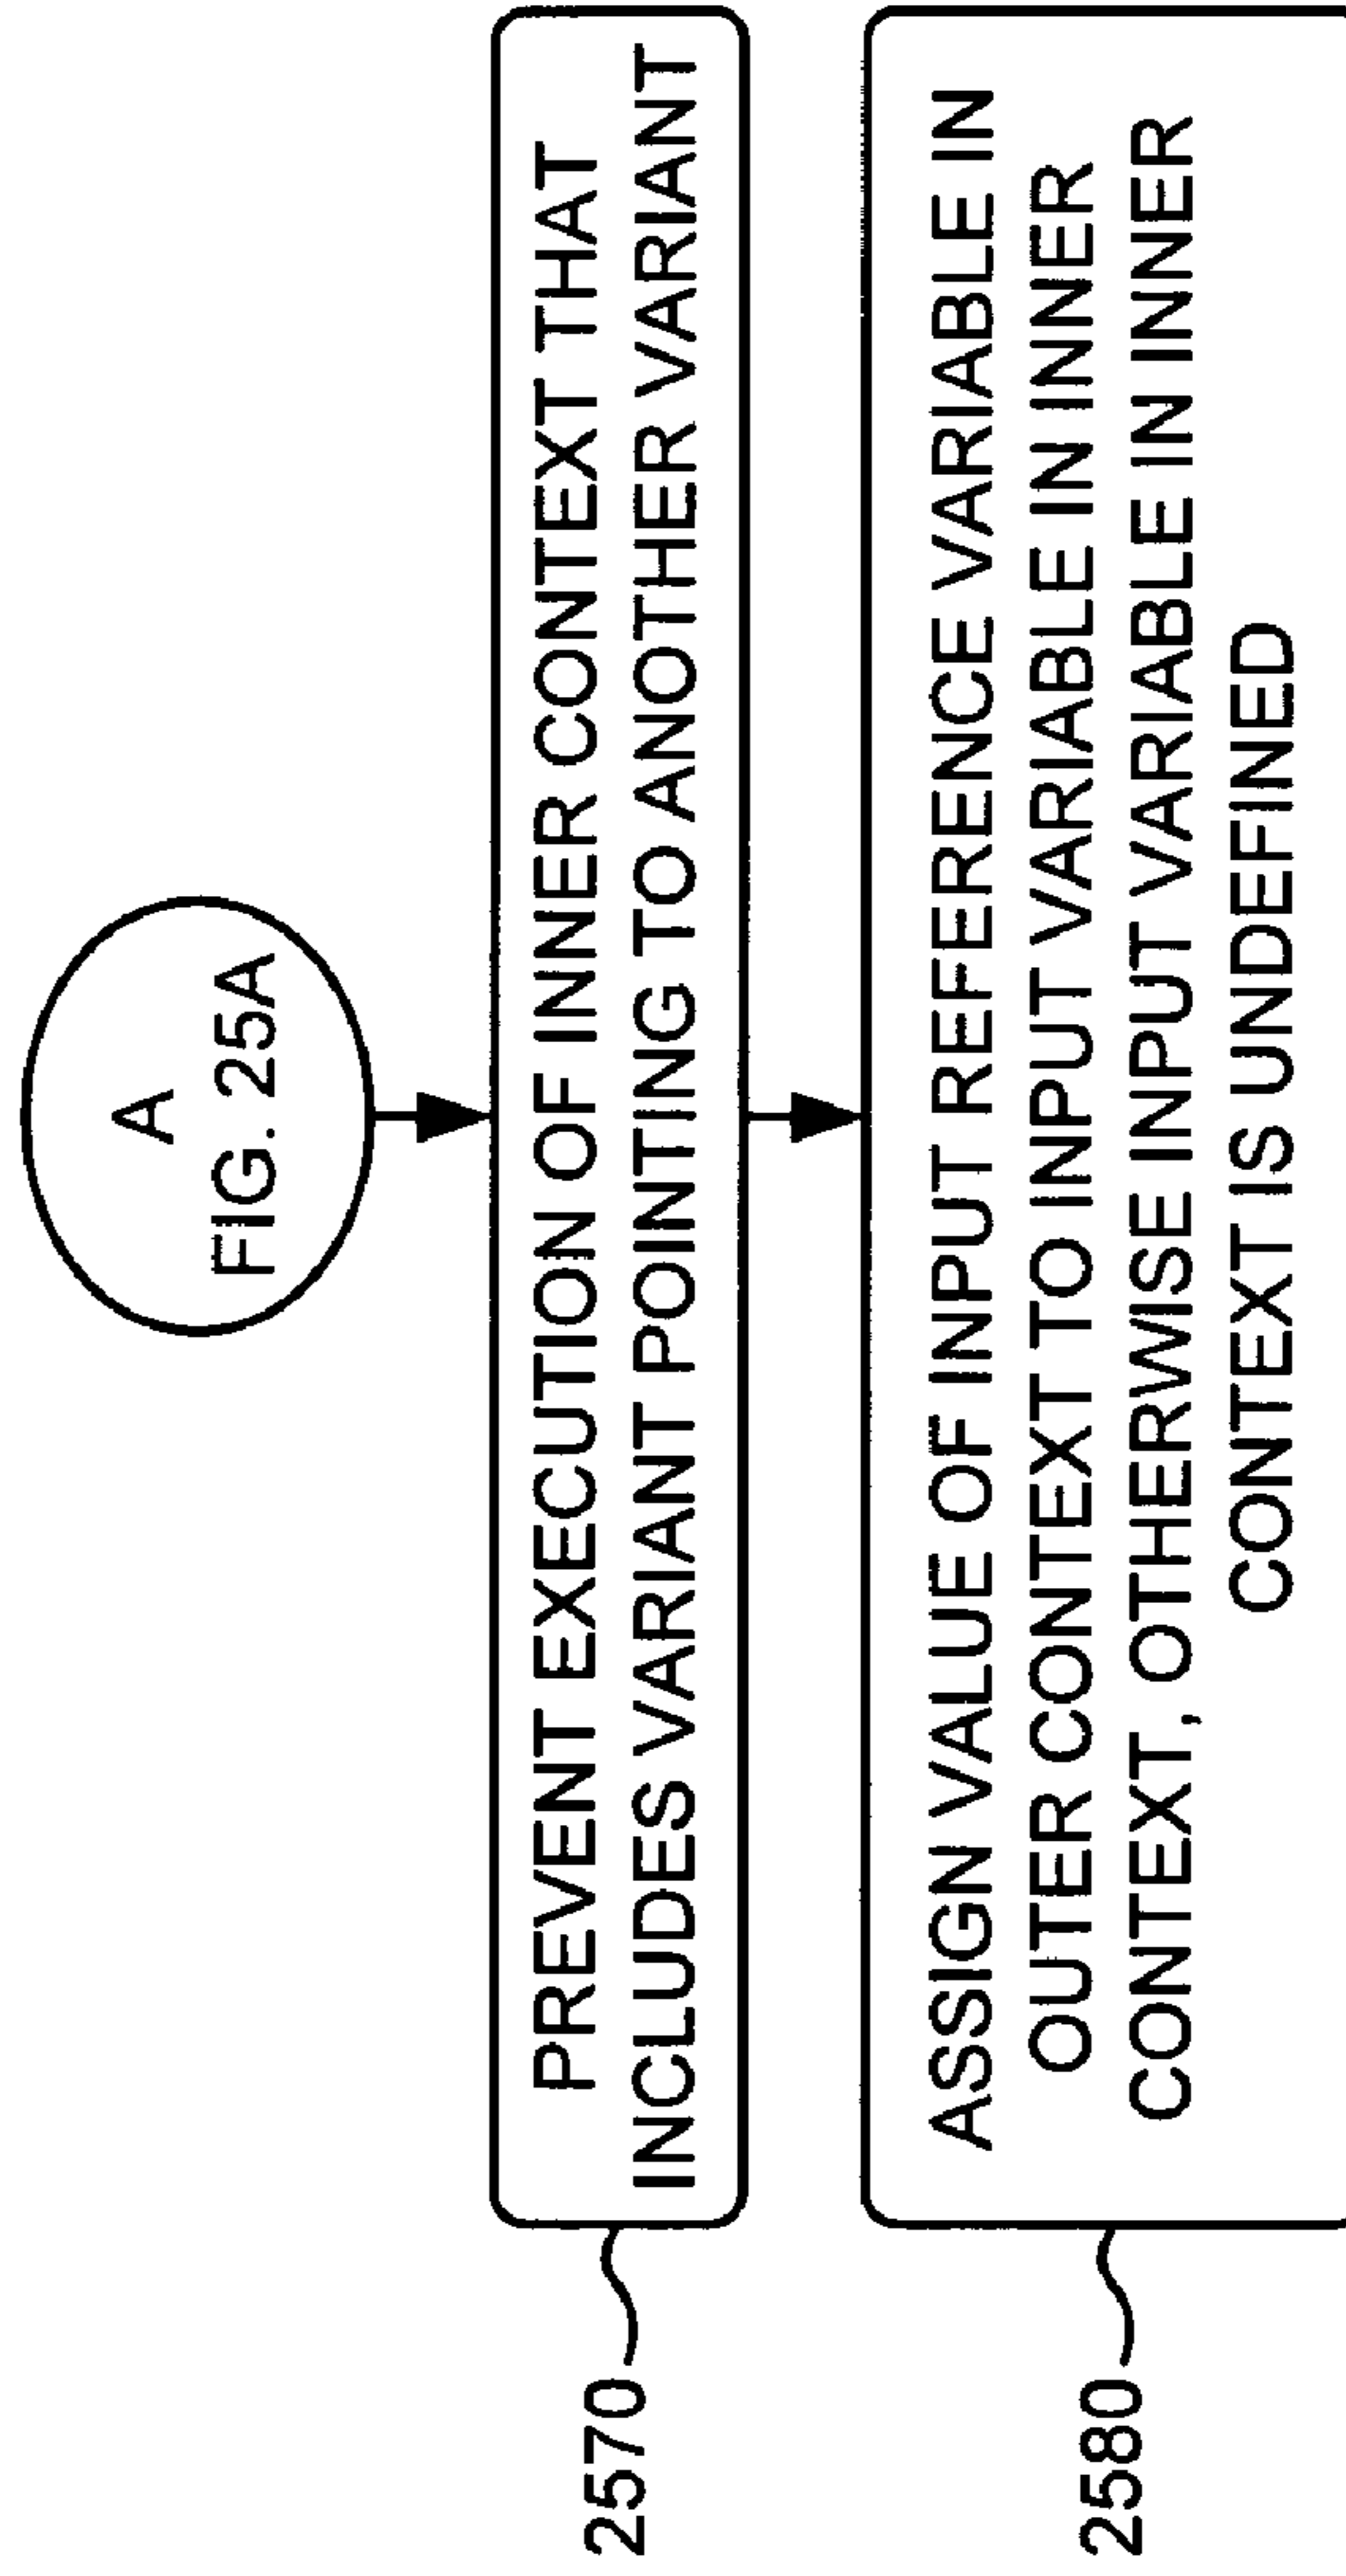 A
FIG. 25A
2570
PREVENT EXECUTION OF INNER CONTEXT THAT
INCLUDES VARIANT POINTING TO ANOTHER VARIANT
2580
ASSIGN VALUE OF INPUT REFERENCE VARIABLE IN
OUTER CONTEXT TO INPUT VARIABLE IN INNER
CONTEXT, OTHERWISE INPUT VARIABLE IN INNER
CONTEXT IS UNDEFINED